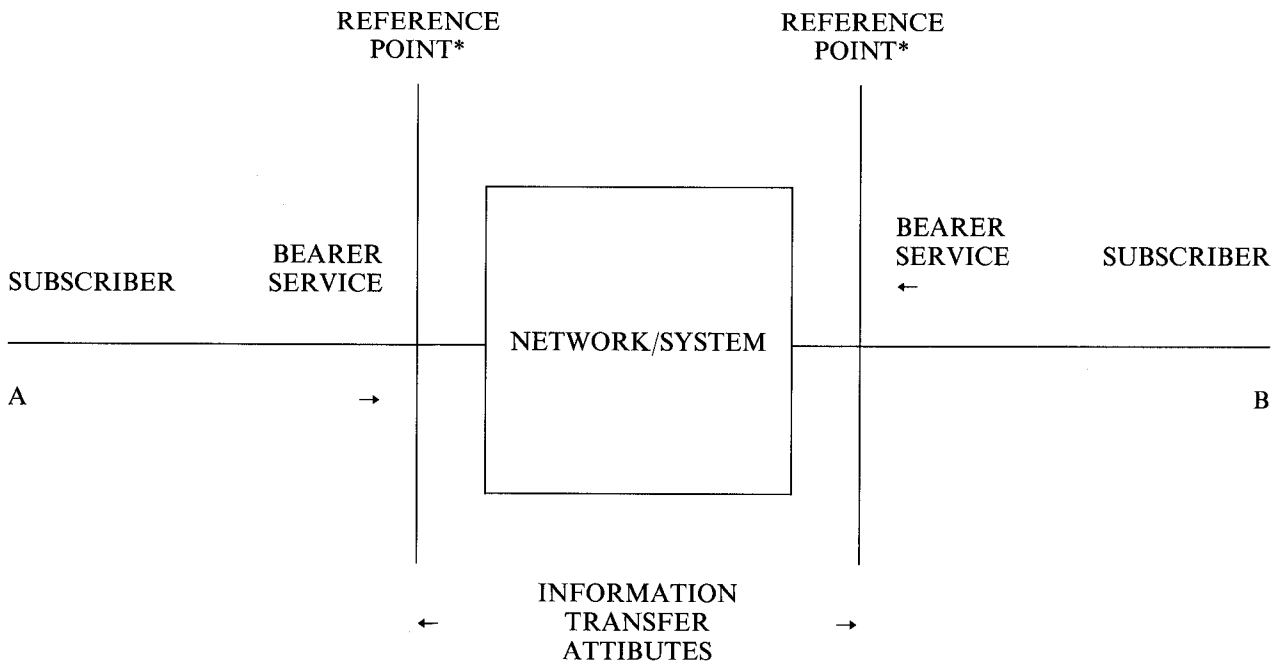 REFERENCE
POINT*
REFERENCE
POINT*
SUBSCRIBER
BEARER
SERVICE
BEARER
SERVICE
←
SUBSCRIBER
NETWORK/SYSTEM
A
→
B
←
INFORMATION
TRANSFER
ATTIBUTES
→